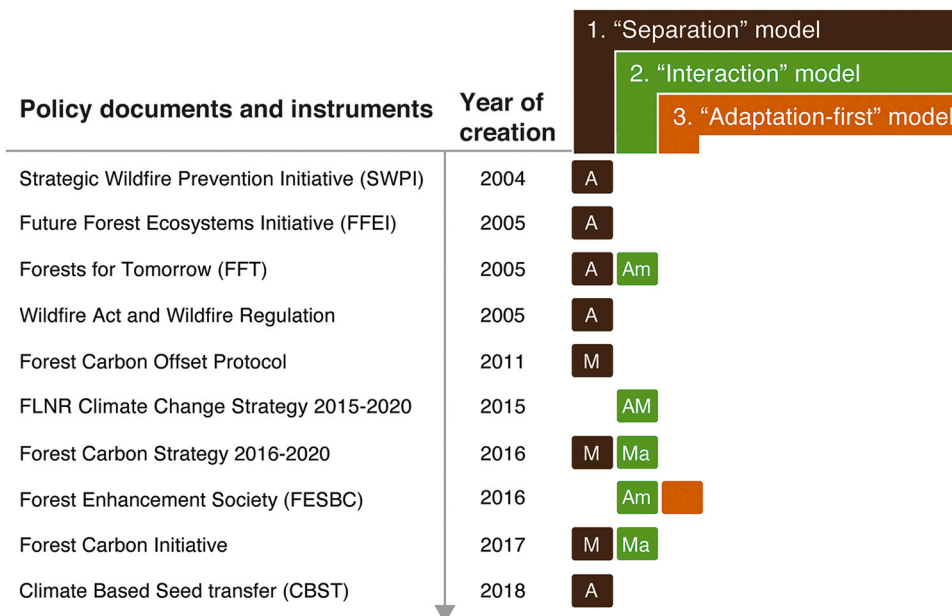 1. “Separation” model
2. “Interaction” model
3. “Adaptation-first” model
Policy documents and instruments
Year of
creation
Strategic Wildfire Prevention Initiative (SWPI) 2004 A
Future Forest Ecosystems Initiative (FFEI) 2005 A
Forests for Tomorrow (FFT) 2005 A Am
Wildfire Act and Wildfire Regulation 2005 A
Forest Carbon Offset Protocol 2011 M
FLNR Climate Change Strategy 2015-2020 2015 AM
Forest Carbon Strategy 2016-2020 2016 M Ma
Forest Enhancement Society (FESBC) 2016 Am
Forest Carbon Initiative 2017 M Ma
Climate Based Seed transfer (CBST) 2018 A